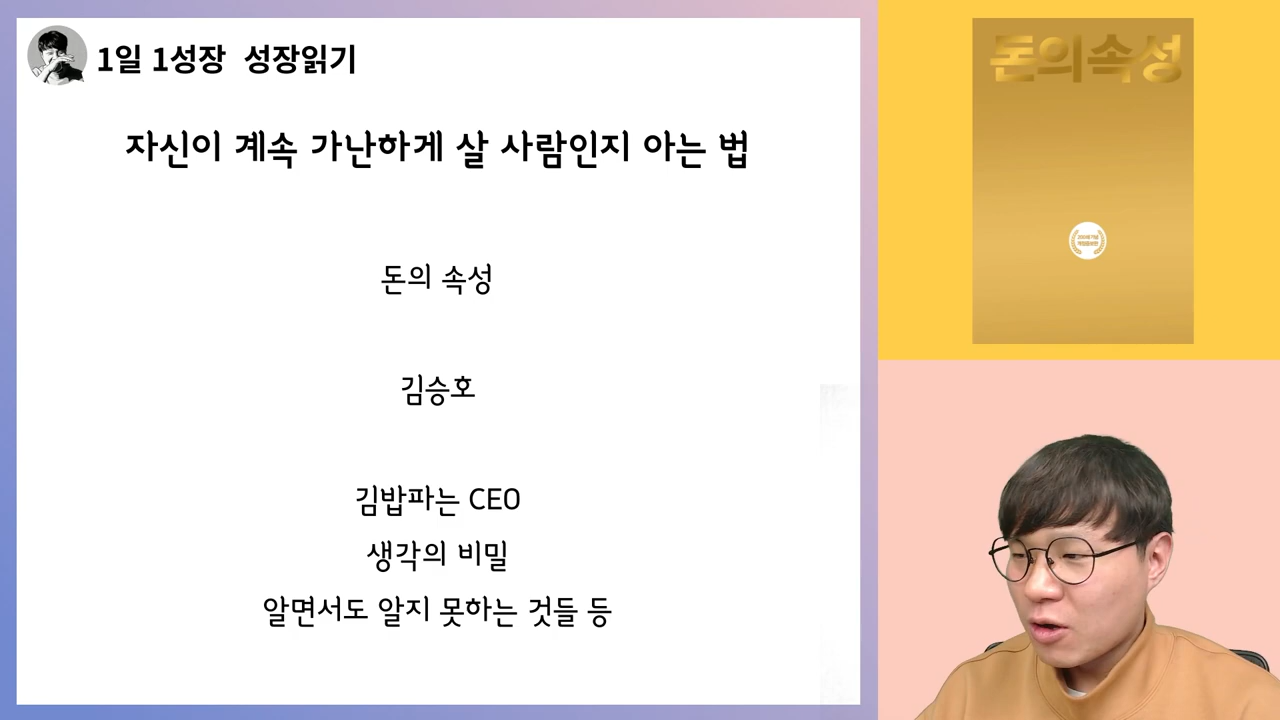 1일 1성장 성장읽기
자신이 계속 가난하게 살 사람인지 아는 법
돈의 속성
김승호
김밥파는 CEO
생각의 비밀
알면서도 알지 못하는 것들 등
돈의속성